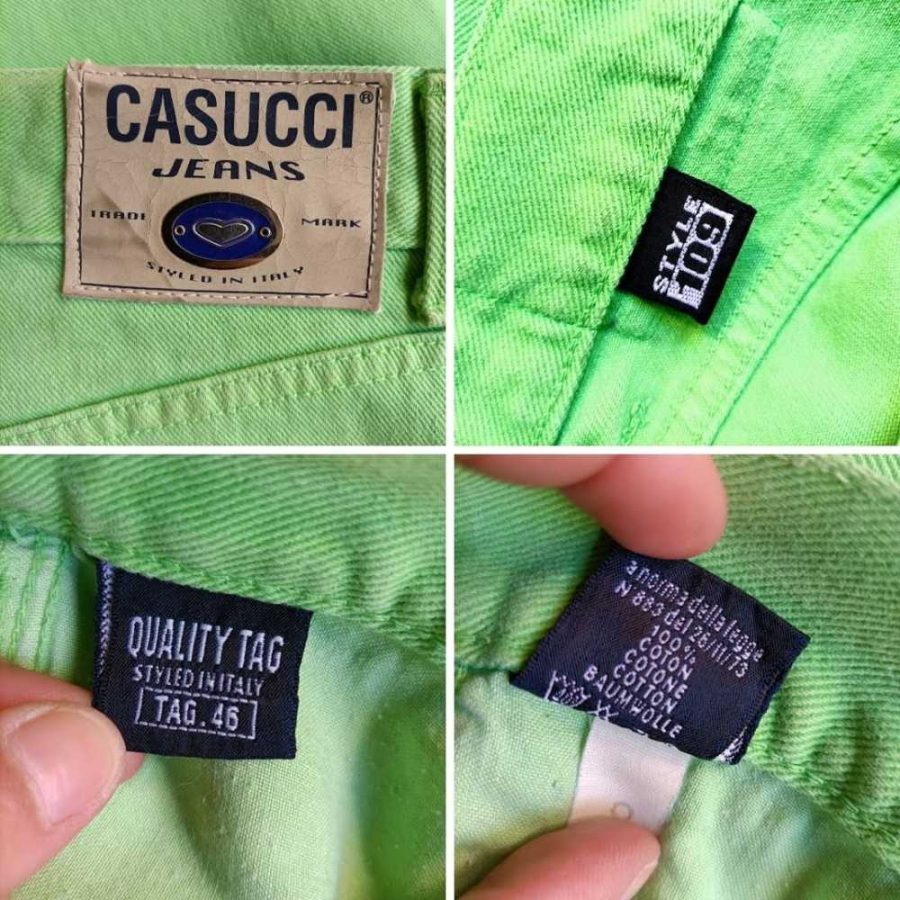 CASUCCI®
JEANS
TRADE MARK
STYLED IN ITALY
STYLE
109
QUALITY TAG
STYLED IN ITALY
TAG. 46
a norma della legge
N°883 del 26/11/73
100%
COTON
COTONE
COTTON
BAUMWOLLE